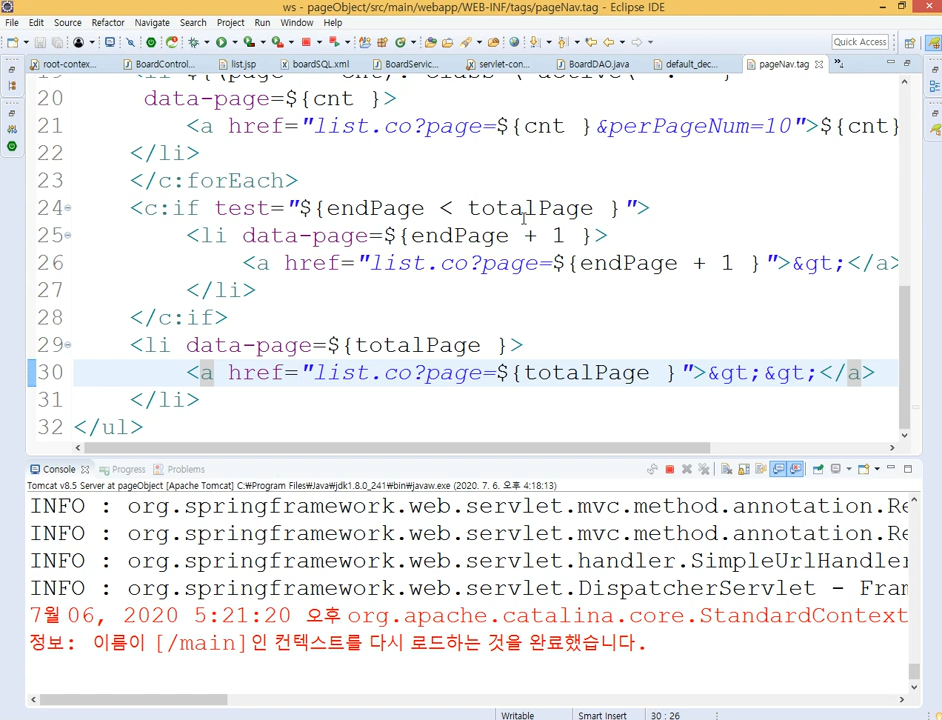 ws - pageObject/src/main/webapp/WEB-INF/tags/pageNav.tag - Eclipse IDE
File Edit Source Refactor Navigate Search Project Run Window Help
Quick Access
root-contex... BoardControl... list.jsp boardSQL.xml BoardServic... servlet-con... BoardDAO.java default_dec... pageNav.tag
20 data-page=${cnt }>
21 <a href="list.co?page=${cnt }&perPageNum=10">${cnt}
22 </li>
23 </c:forEach>
24 <c:if test="${endPage < totalPage }">
25 <li data-page=${endPage + 1 }>
26 <a href="list.co?page=${endPage + 1 }">&gt;</a>
27 </li>
28 </c:if>
29 <li data-page=${totalPage }>
30 <a href="list.co?page=${totalPage }">&gt;&gt;</a>
31 </li>
32 </ul>
Console Progress Problems
Tomcat v8.5 Server at pageObject [Apache Tomcat] C:\Program Files\Java\jdk1.8.0_241\bin\javaw.exe (2020. 7. 6. 오후 4:18:13)
INFO : org.springframework.web.servlet.mvc.method.annotation.Re
INFO : org.springframework.web.servlet.mvc.method.annotation.Re
INFO : org.springframework.web.servlet.handler.SimpleUrlHandler
INFO : org.springframework.web.servlet.DispatcherServlet - Fram
7월 06, 2020 5:21:20 오후 org.apache.catalina.core.StandardContext
정보: 이름이 [/main]인 컨텍스트를 다시 로드하는 것을 완료했습니다.
Writable Smart Insert 30 : 26